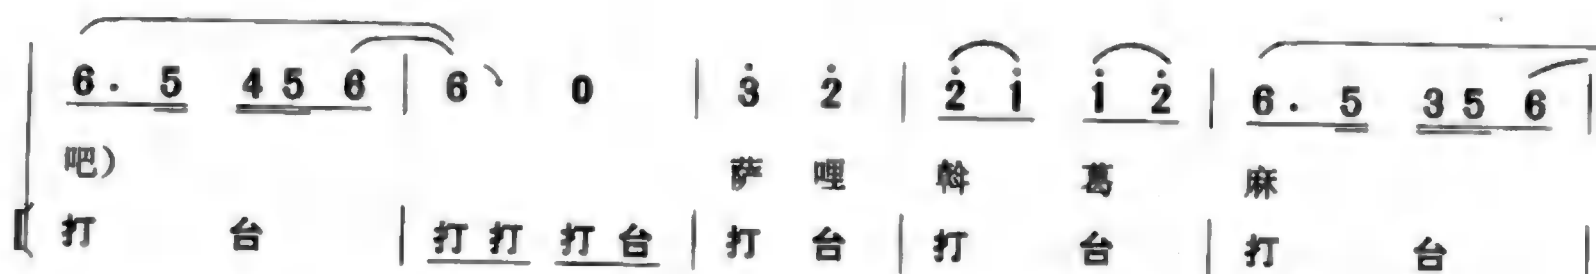 6. 5 4 5 6 | 6 0 | 3̇ 2̇ | 2̇ 1̇ 1̇ 2̇ | 6. 5 3 5 6 |
吧) 萨 哩 斡 葛 麻
打 台 | 打 打 打 台 | 打 台 | 打 台 | 打 台 |